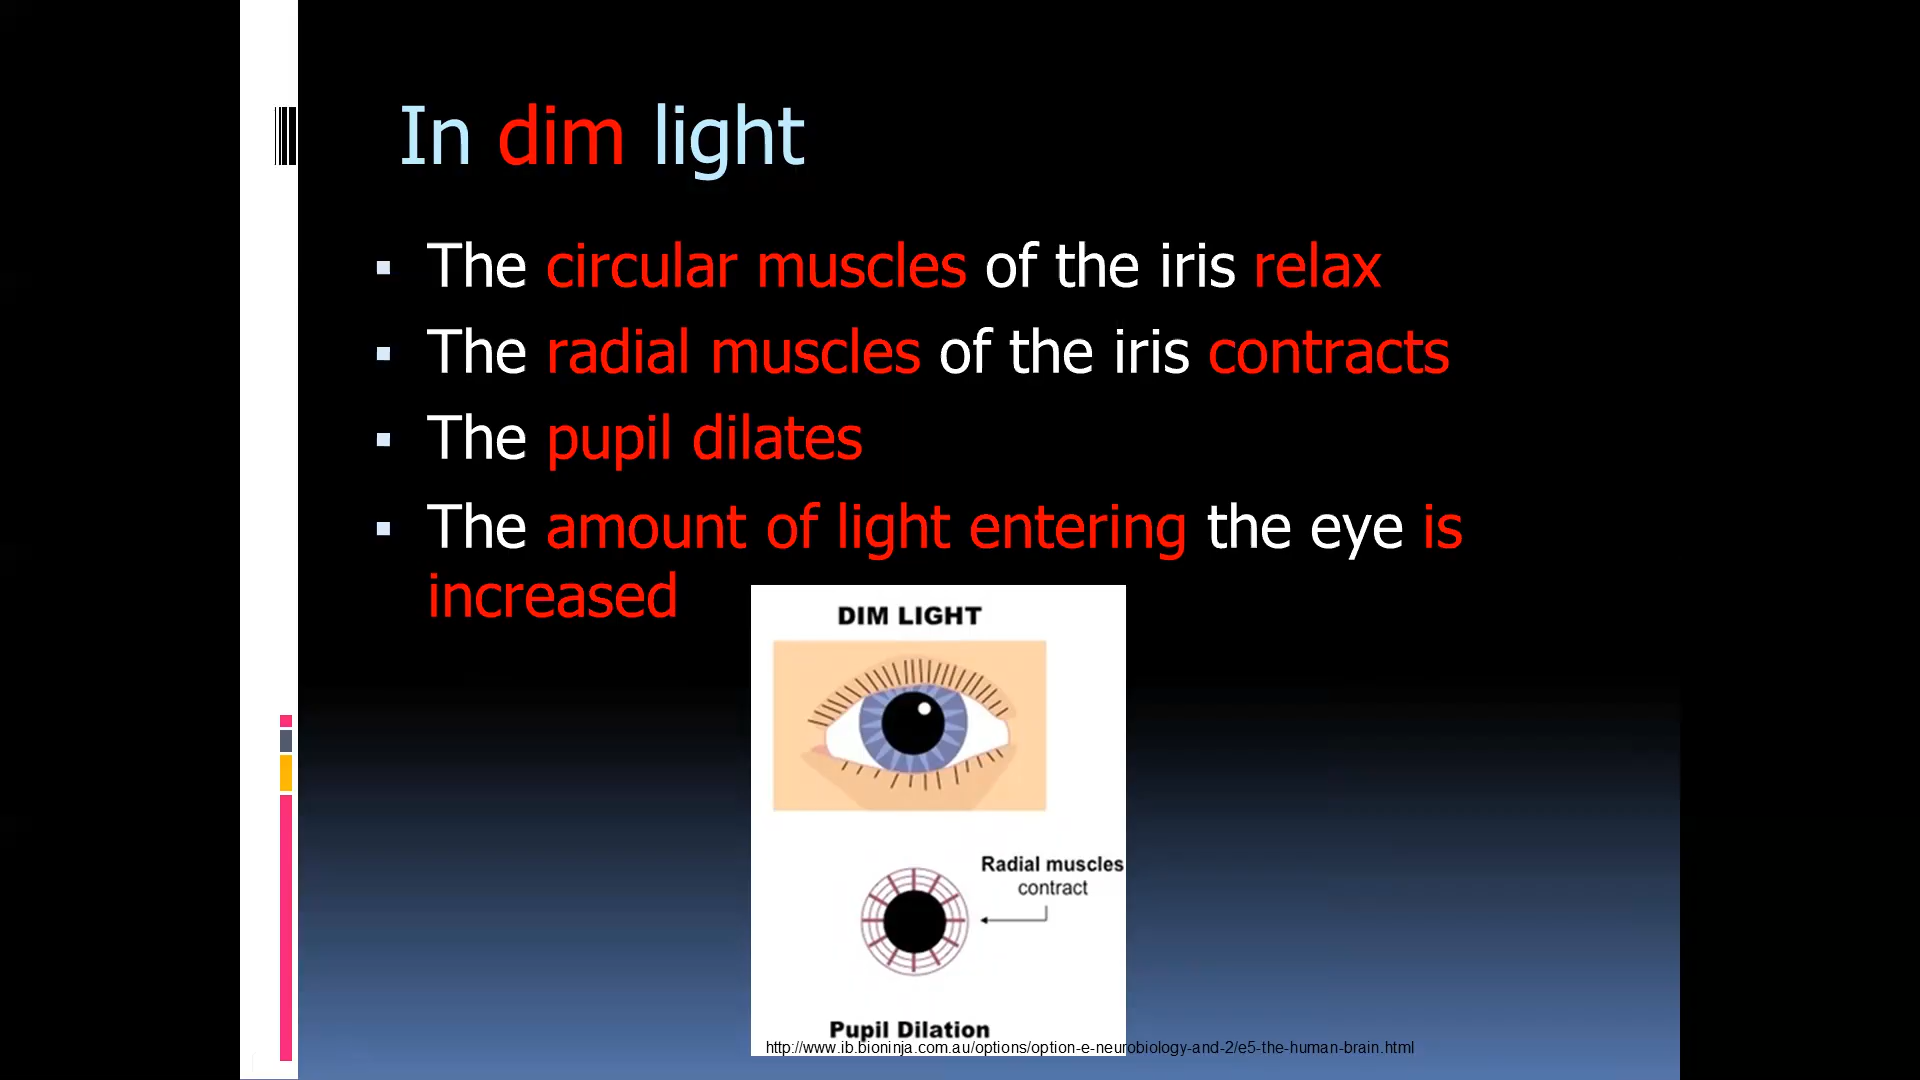 In dim light
The circular muscles of the iris relax
The radial muscles of the iris contracts
The pupil dilates
The amount of light entering the eye is
increased
DIM LIGHT
Radial muscles
contract
Pupil Dilation
http://www.ib.bioninja.com.au/options/option-e-neurobiology-and-2/e5-the-human-brain.html